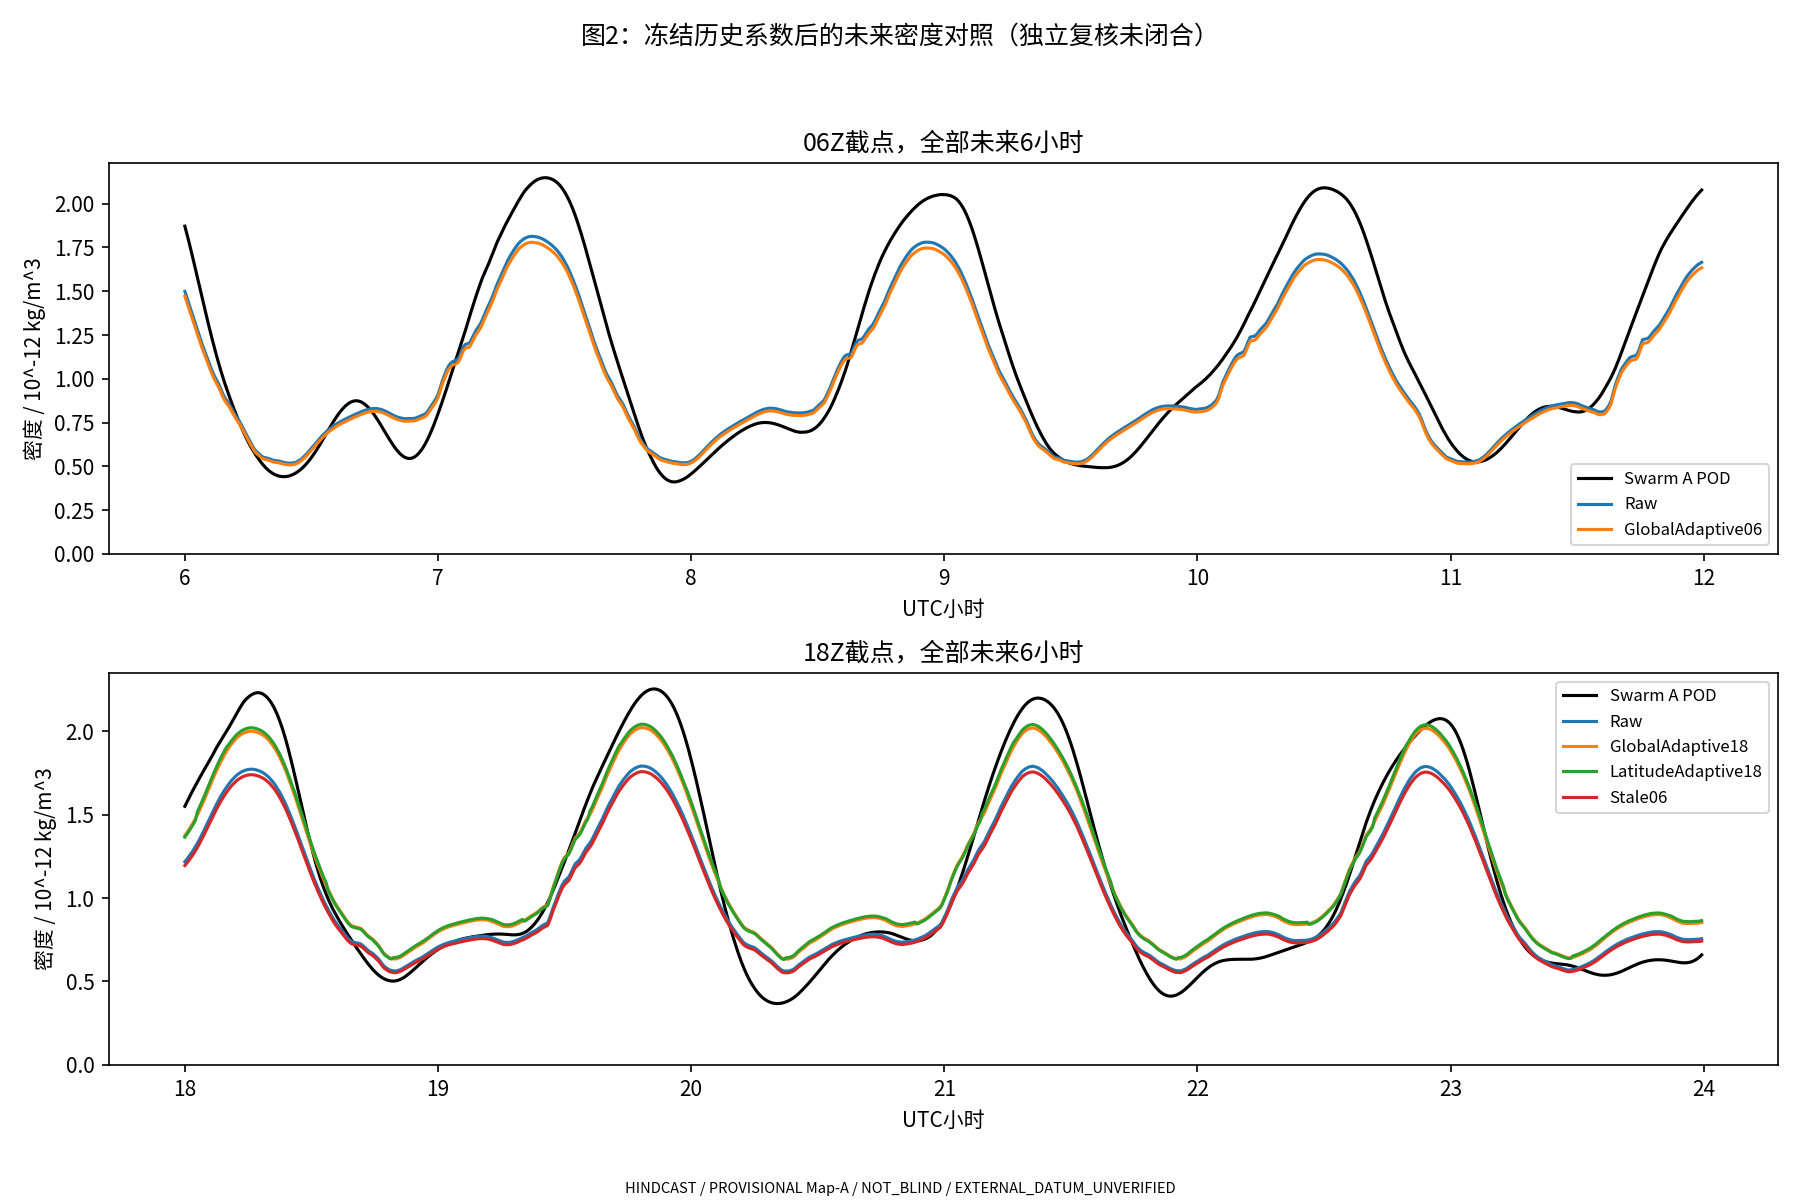 图2：冻结历史系数后的未来密度对照（独立复核未闭合）
06Z截点，全部未来6小时
密度 / 10^-12 kg/m^3
2.00
1.75
1.50
1.25
1.00
0.75
0.50
0.25
0.00
Swarm A POD
Raw
GlobalAdaptive06
6 7 8 9 10 11 12
UTC小时
18Z截点，全部未来6小时
密度 / 10^-12 kg/m^3
2.0
1.5
1.0
0.5
0.0
Swarm A POD
Raw
GlobalAdaptive18
LatitudeAdaptive18
Stale06
18 19 20 21 22 23 24
UTC小时
HINDCAST / PROVISIONAL Map-A / NOT_BLIND / EXTERNAL_DATUM_UNVERIFIED